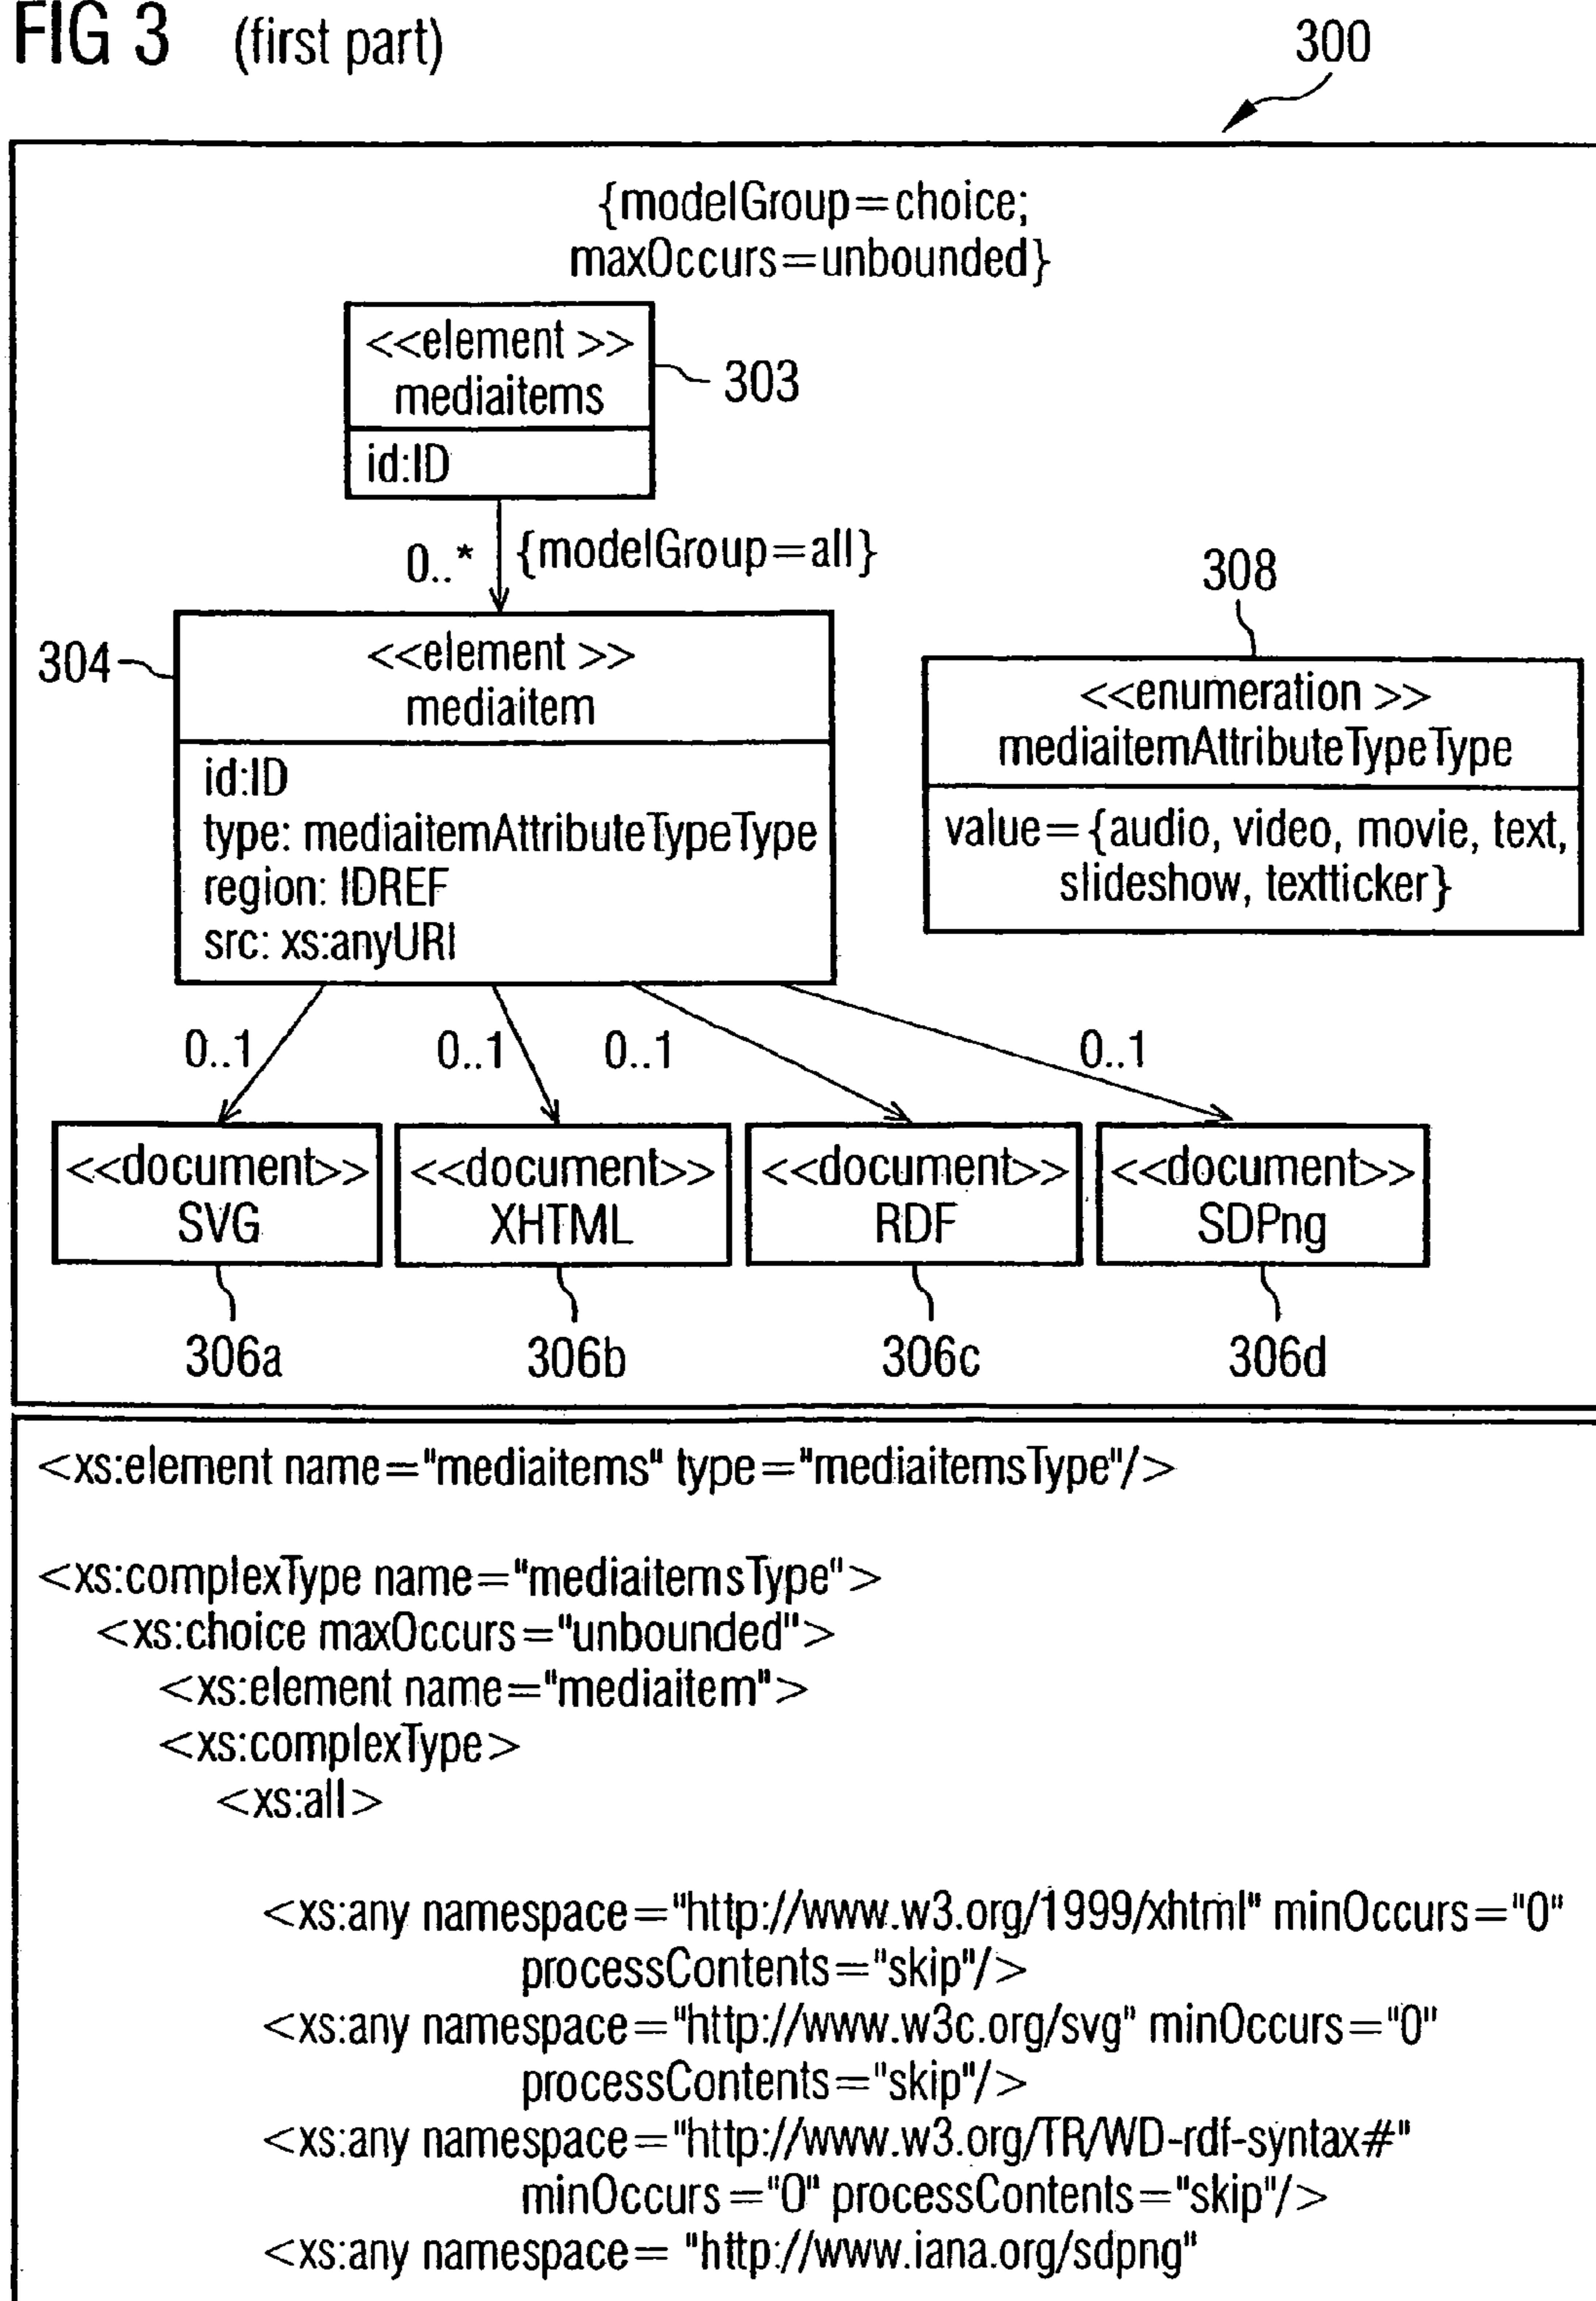 FIG 3 (first part)
300
{modelGroup=choice;
maxOccurs=unbounded}
<<element >>
mediaitems
303
id:ID
0..* {modelGroup=all}
308
304
<<element >>
mediaitem
<<enumeration >>
mediaitemAttributeTypeType
id:ID
type: mediaitemAttributeTypeType
region: IDREF
src: xs:anyURI
value={audio, video, movie, text,
slideshow, textticker}
0..1 0..1 0..1 0..1
<<document>> <<document>> <<document>> <<document>>
SVG XHTML RDF SDPng
306a 306b 306c 306d
<xs:element name="mediaitems" type="mediaitemsType"/>
<xs:complexType name="mediaitemsType">
<xs:choice maxOccurs="unbounded">
<xs:element name="mediaitem">
<xs:complexType>
<xs:all>
<xs:any namespace="http://www.w3.org/1999/xhtml" minOccurs="0"
processContents="skip"/>
<xs:any namespace="http://www.w3c.org/svg" minOccurs="0"
processContents="skip"/>
<xs:any namespace="http://www.w3.org/TR/WD-rdf-syntax#"
minOccurs ="0" processContents="skip"/>
<xs:any namespace= "http://www.iana.org/sdpng"